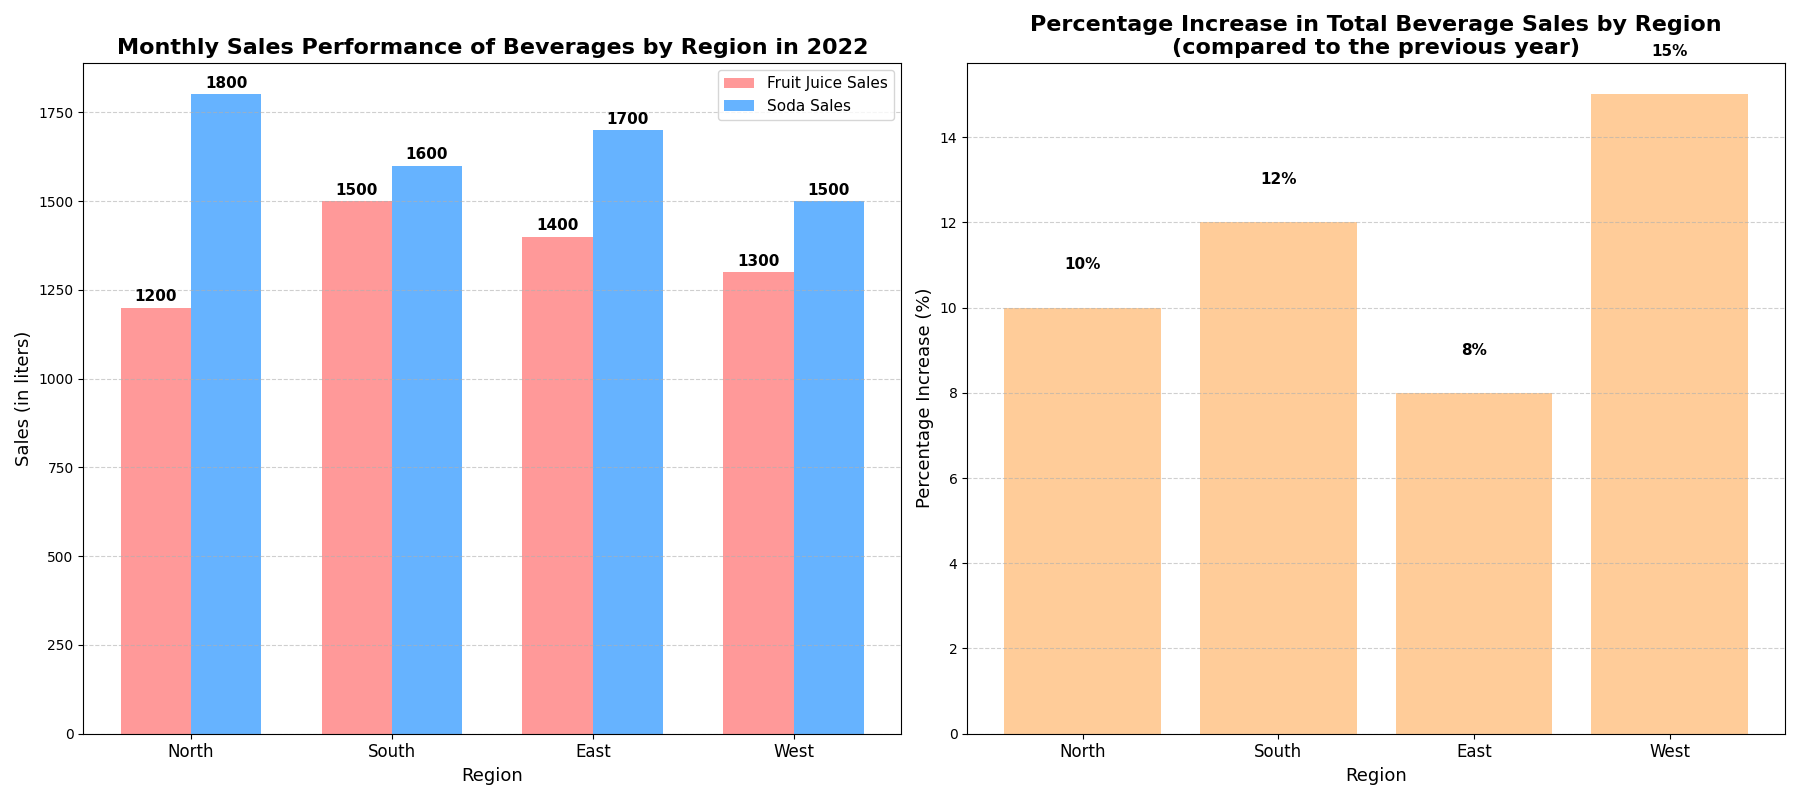 Monthly Sales Performance of Beverages by Region in 2022
Fruit Juice Sales
Soda Sales
Sales (in liters)
1750
1500
1250
1000
750
500
250
0
1200
1800
1500
1600
1400
1700
1300
1500
North
South
East
West
Region
Percentage Increase in Total Beverage Sales by Region
(compared to the previous year)
Percentage Increase (%)
14
12
10
8
6
4
2
0
10%
12%
8%
15%
North
South
East
West
Region